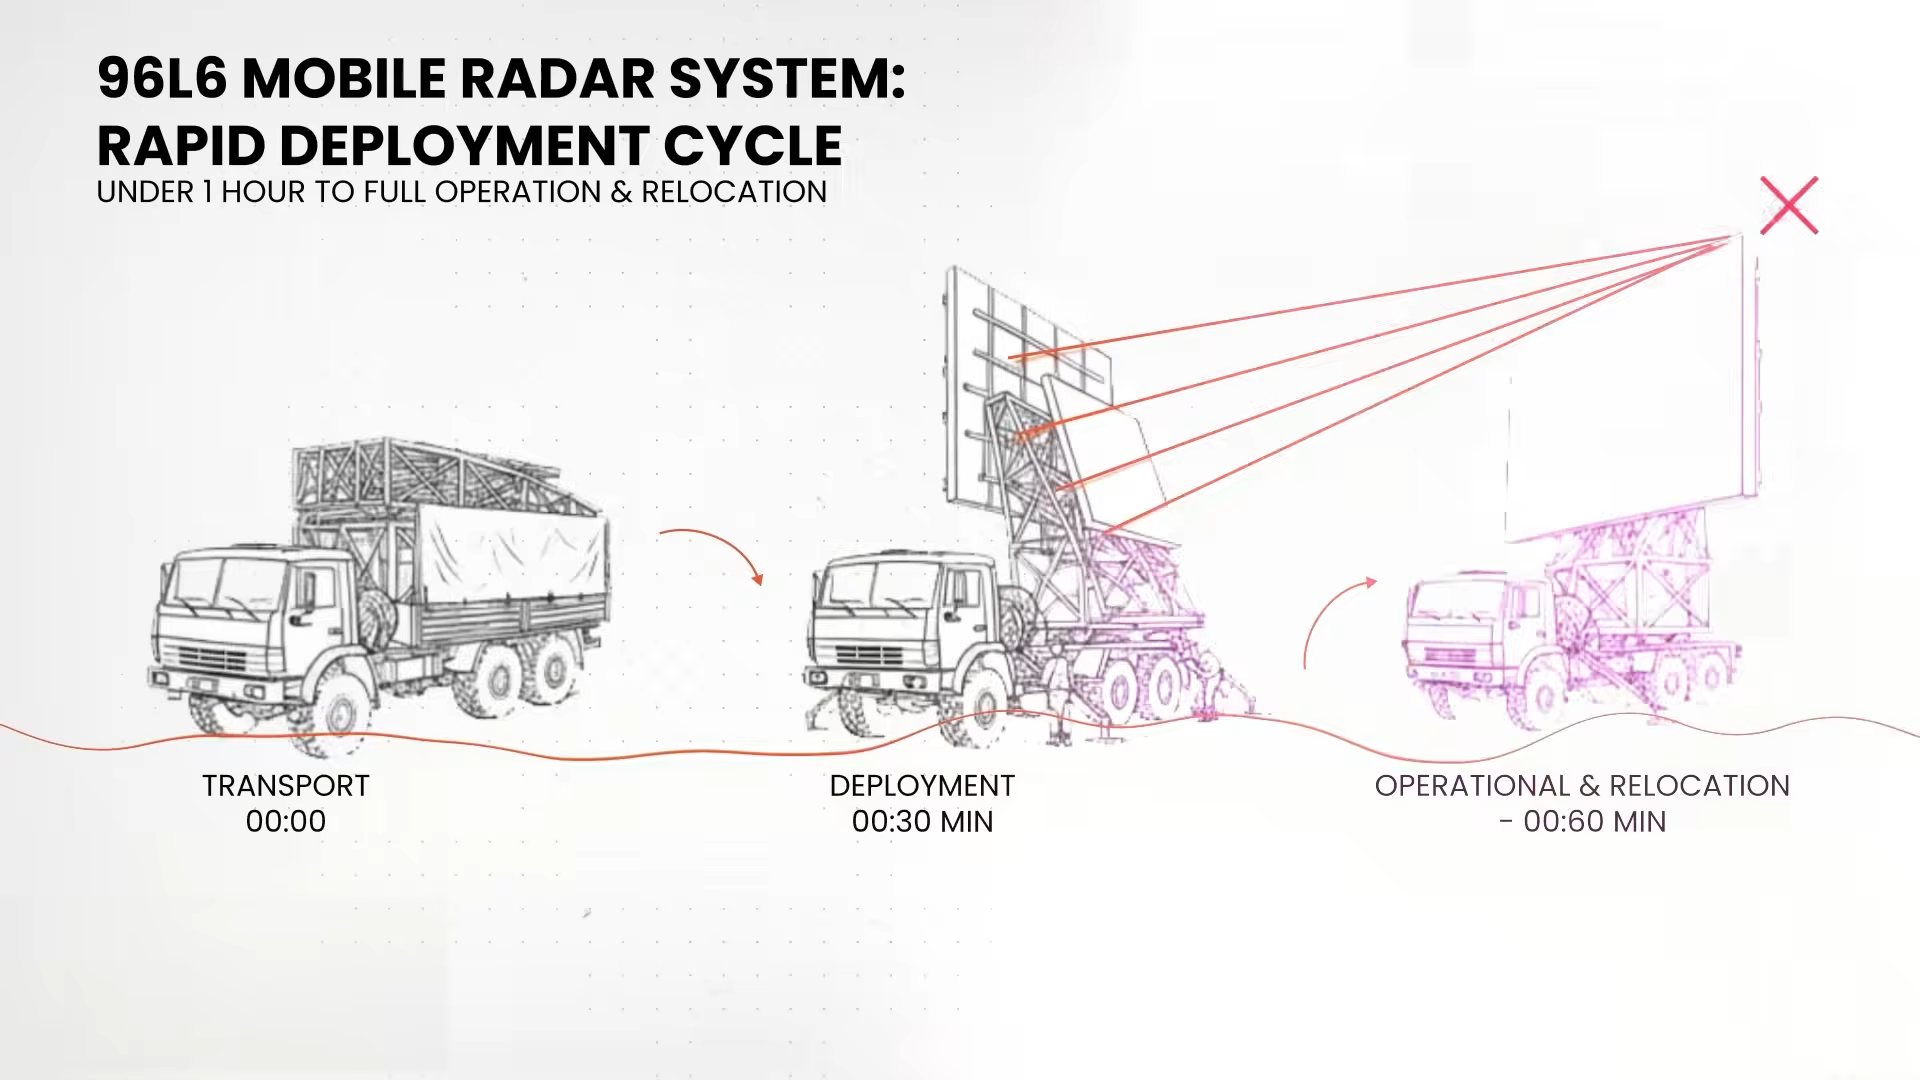 96L6 MOBILE RADAR SYSTEM:
RAPID DEPLOYMENT CYCLE
UNDER 1 HOUR TO FULL OPERATION & RELOCATION
TRANSPORT
00:00
DEPLOYMENT
00:30 MIN
OPERATIONAL & RELOCATION
- 00:60 MIN